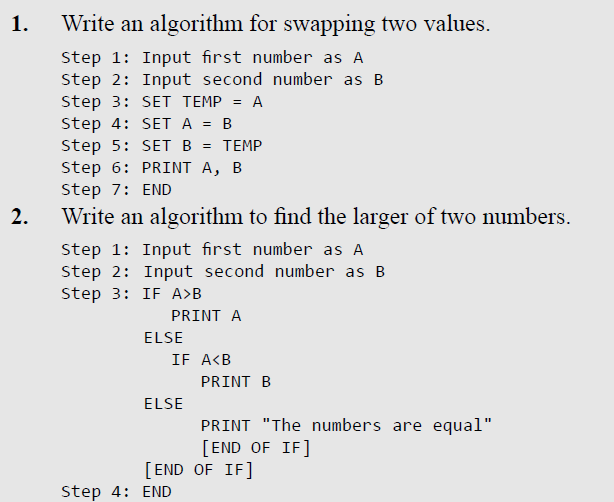 1. Write an algorithm for swapping two values.
Step 1: Input first number as A
Step 2: Input second number as B
Step 3: SET TEMP = A
Step 4: SET A = B
Step 5: SET B = TEMP
Step 6: PRINT A, B
Step 7: END
2. Write an algorithm to find the larger of two numbers.
Step 1: Input first number as A
Step 2: Input second number as B
Step 3: IF A>B
PRINT A
ELSE
IF A<B
PRINT B
ELSE
PRINT "The numbers are equal"
[END OF IF]
[END OF IF]
Step 4: END